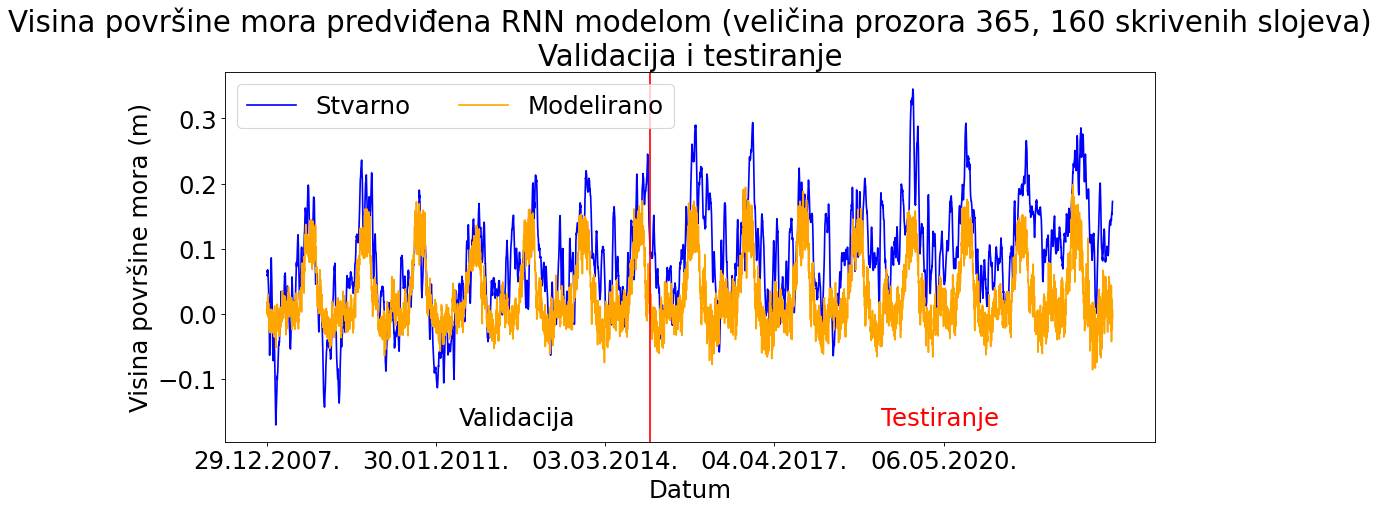 Visina površine mora predviđena RNN modelom (veličina prozora 365, 160 skrivenih slojeva)
Validacija i testiranje
Stvarno
Modelirano
Visina površine mora (m)
0.3
0.2
0.1
0.0
−0.1
Validacija
Testiranje
29.12.2007.
30.01.2011.
03.03.2014.
04.04.2017.
06.05.2020.
Datum